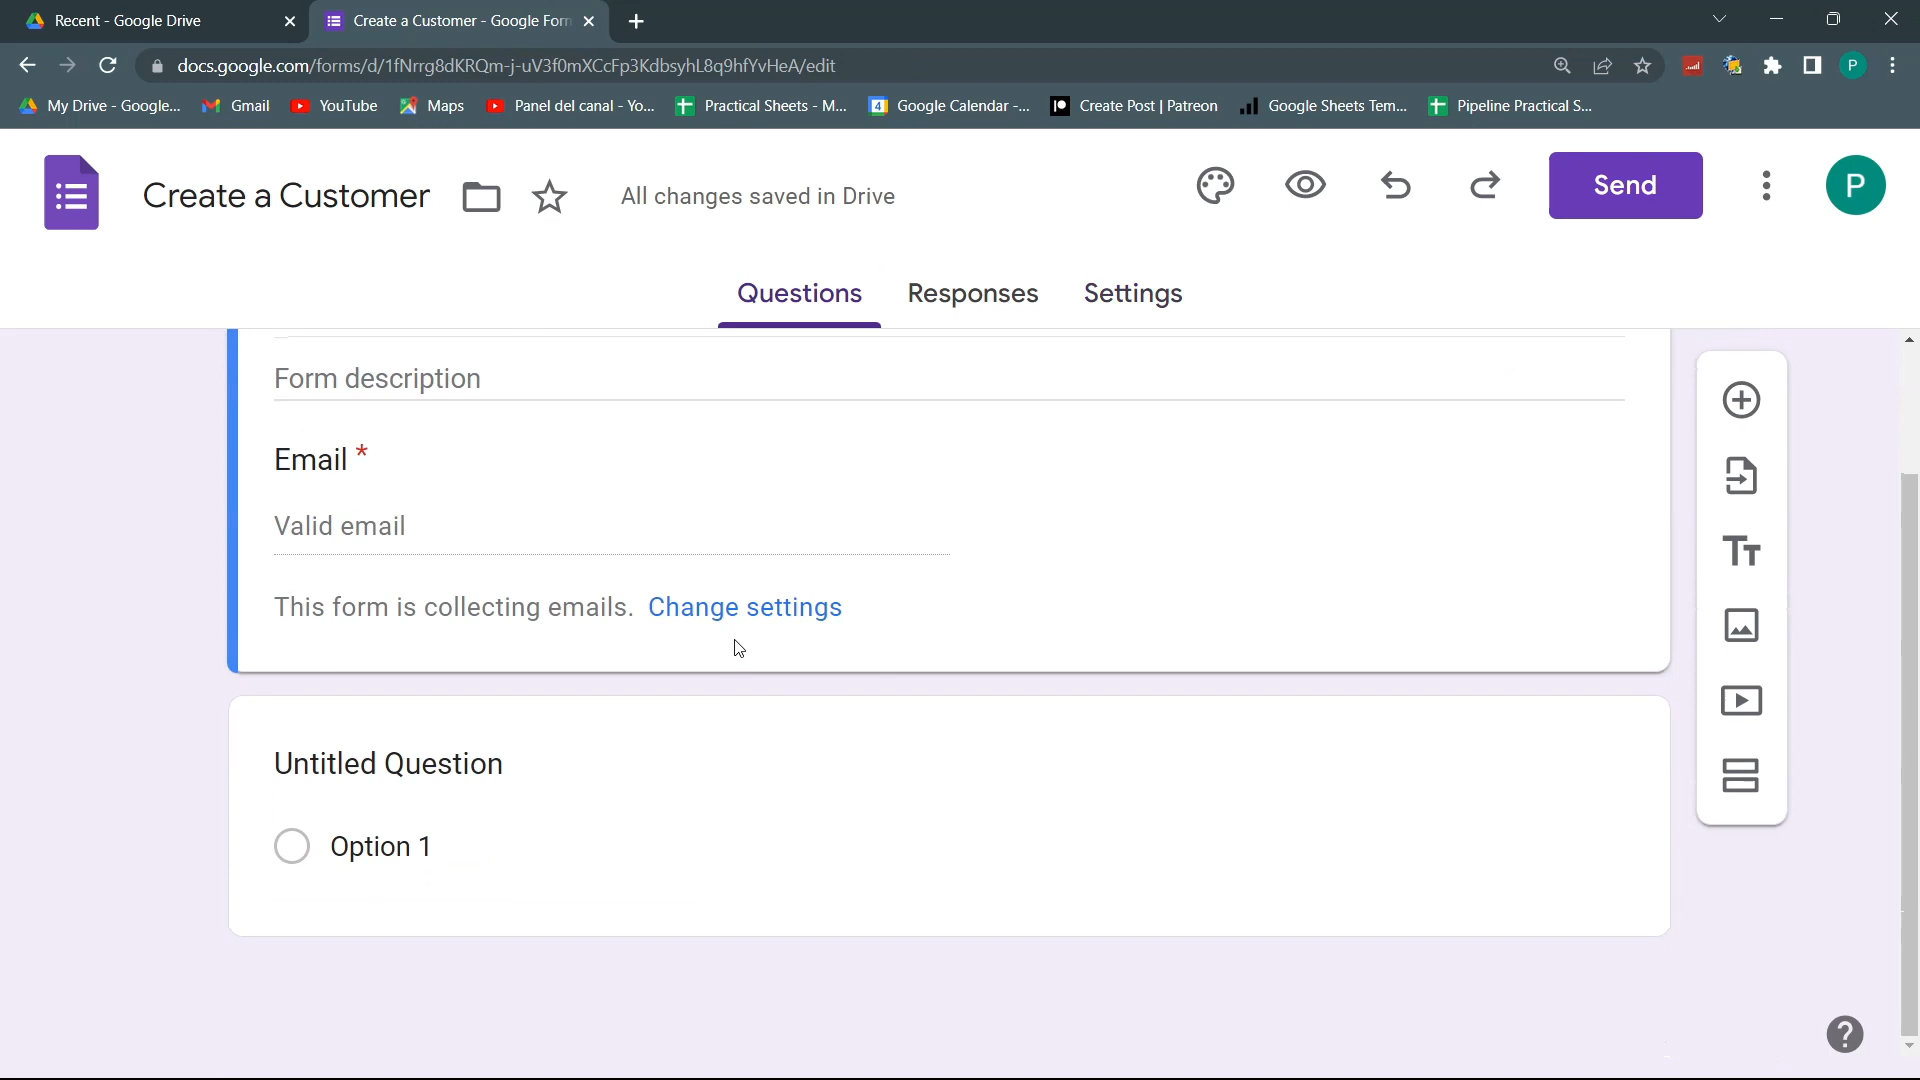 Recent - Google Drive
Create a Customer - Google Form
docs.google.com/forms/d/1fNrrg8dKRQm-j-uV3f0mXCcFp3KdbsyhL8q9hfYvHeA/edit
P
My Drive - Google...
Gmail
YouTube
Maps
Panel del canal - Yo...
Practical Sheets - M...
4
Google Calendar -...
Create Post | Patreon
Google Sheets Tem...
Pipeline Practical S...
Create a Customer
All changes saved in Drive
Send
P
Questions
Responses
Settings
Form description
Email *
Valid email
This form is collecting emails. Change settings
Untitled Question
Option 1